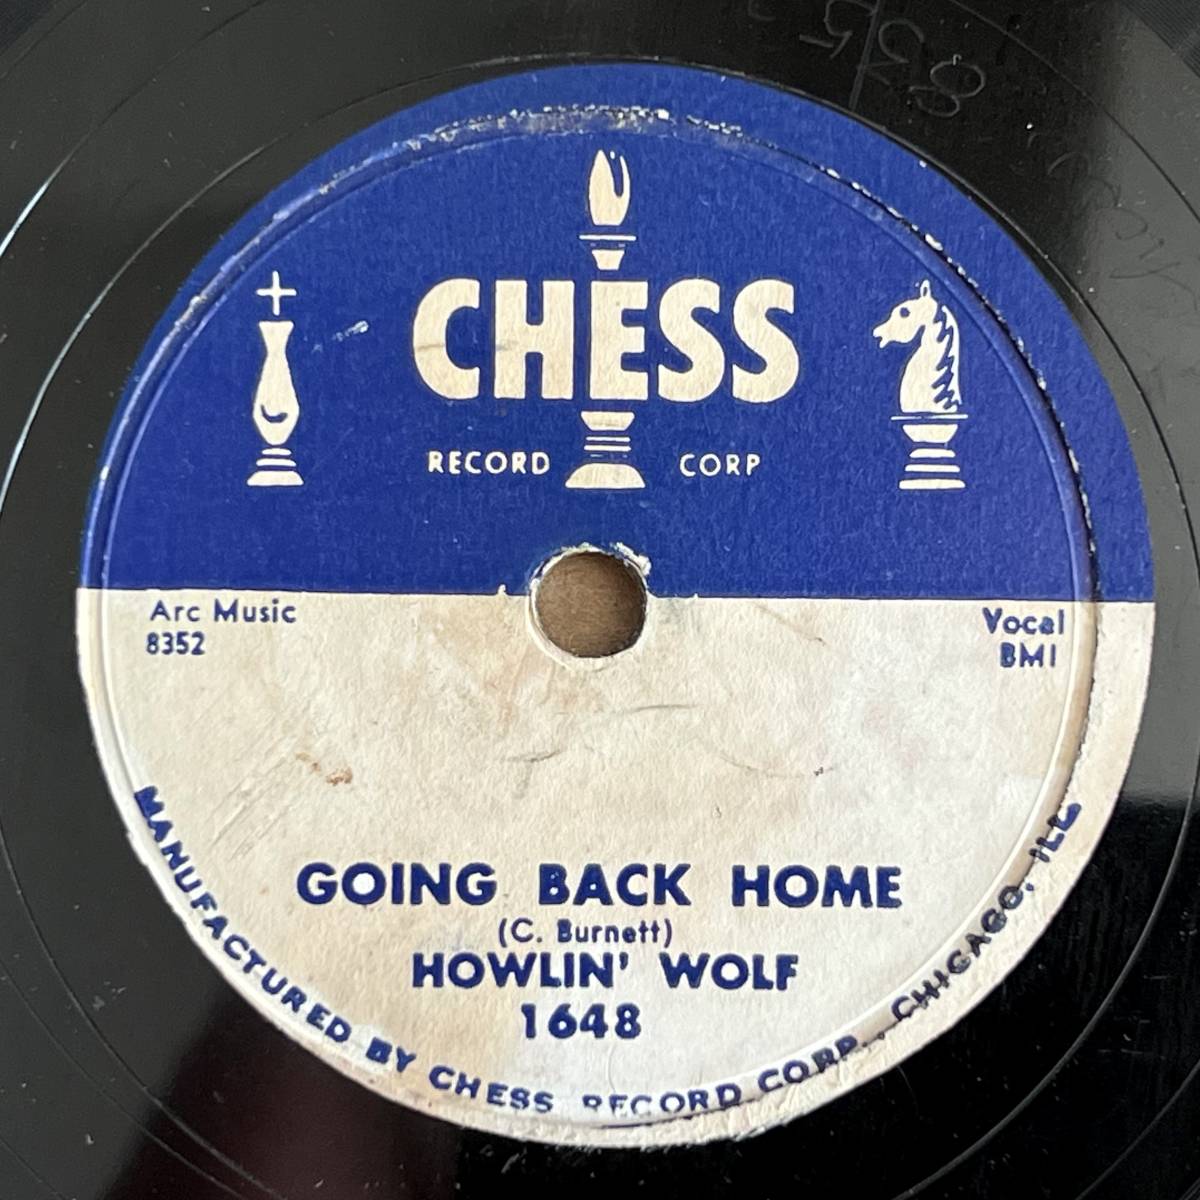 CHESS
RECORD CORP
Arc Music
8352
Vocal
BMI
GOING BACK HOME
(C. Burnett)
HOWLIN' WOLF
1648
MANUFACTURED BY CHESS RECORD CORP., CHICAGO, ILL